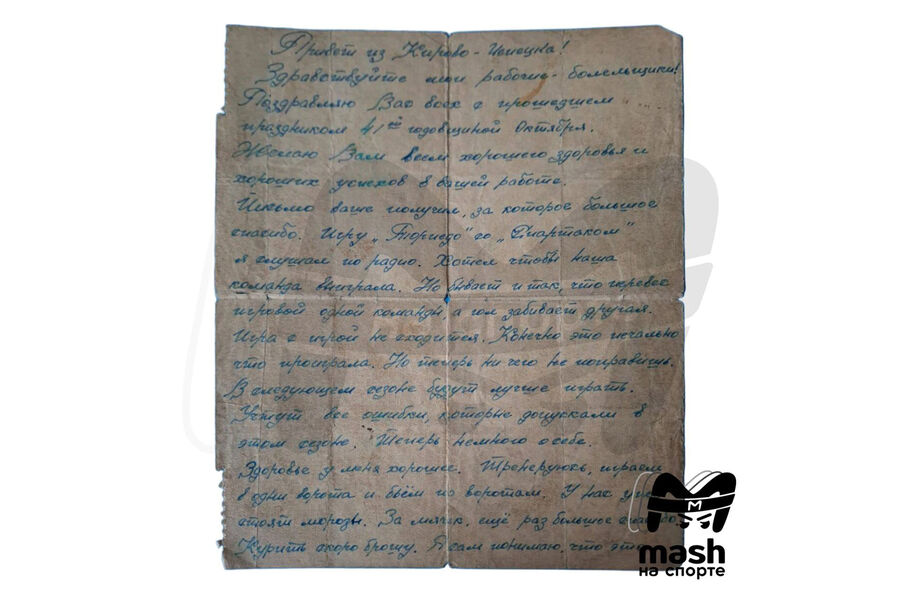 Привет из Кирово-Чепецка!
Здравствуйте мои рабочие-болельщики!
Поздравляю Вас всех с прошедшем
праздником 41ой годовщиной Октября.
Желаю Вам всем хорошего здоровья и
хороших успехов в вашей работе.
Письмо ваше получил, за которое большое
спасибо. Игру „Торпедо" со „Спартаком"
я слушал по радио. Хотел чтобы наша
команда выиграла. Но бывает и так, что перевес
игровой одной команды а гол забивает другая.
Игра с игрой не сходится. Конечно это печально
что проиграла. Но теперь ни чего не поправишь.
В следующем сезоне будут лучше играть.
Учтут все ошибки, которые допускали в
этом сезоне. Теперь немного о себе.
Здоровье у меня хорошее. Тренеруюсь, играем
в одни ворота и бьём по воротам. У нас
стоят морозы. За мячик, ещё раз большое
Курить скоро брошу. Я сам понимаю, что это
mash
на спорте